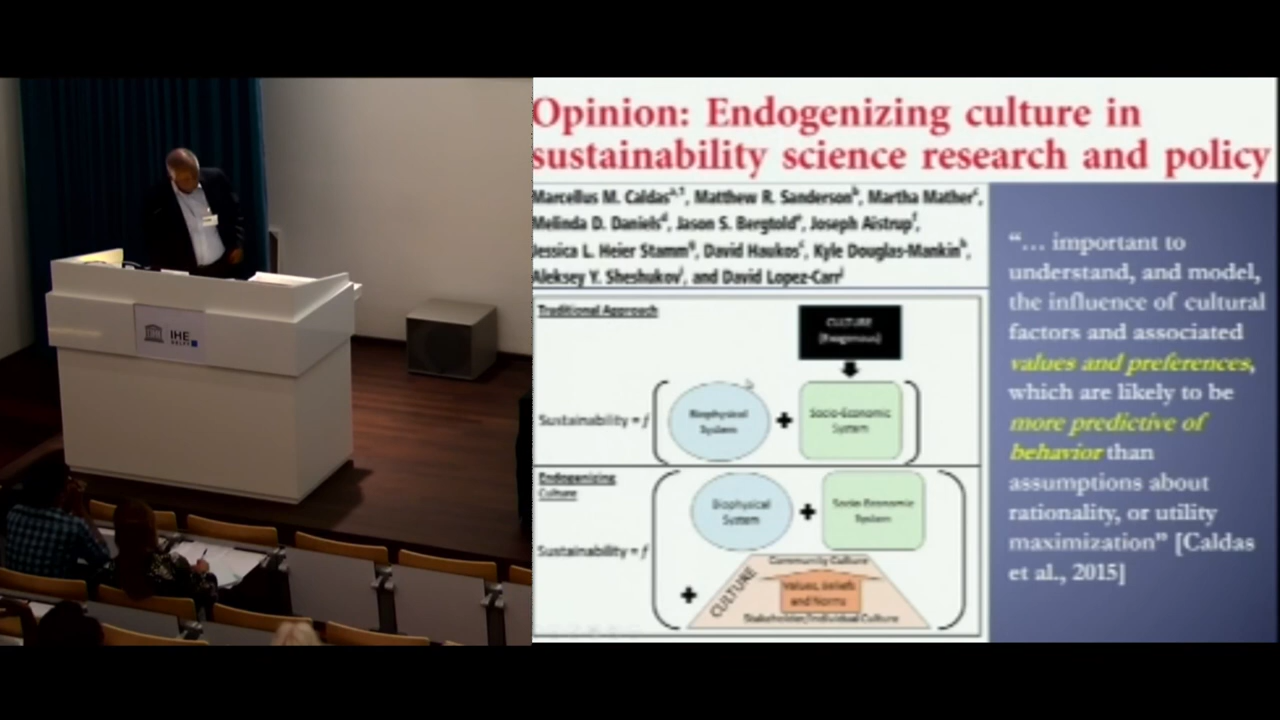 IHE
DELFT
Opinion: Endogenizing culture in
sustainability science research and policy
Marcellus M. Caldas, Matthew R. Sanderson, Martha Mather,
Melinda D. Daniels, Jason S. Bergtold, Joseph Aistrup,
Jessica L. Heier Stamm, David Haukos, Kyle Douglas-Mankin,
Aleksey Y. Sheshukov, and David Lopez-Carr
Traditional Approach
CULTURE
(Exogenous)
Sustainability = f
Biophysical
System
+
Socio-Economic
System
Endogenizing
Culture
Sustainability = f
Biophysical
System
+
Socio-Economic
System
+
CULTURE
Community Culture
Values, Beliefs
and Norms
Stakeholder/Individual Culture
“... important to
understand, and model,
the influence of cultural
factors and associated
values and preferences,
which are likely to be
more predictive of
behavior than
assumptions about
rationality, or utility
maximization” [Caldas
et al., 2015]